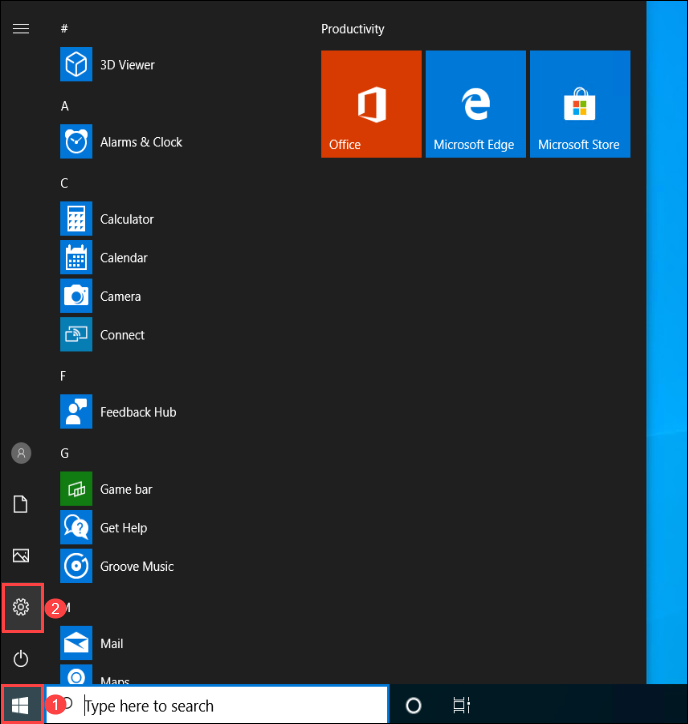 #
Productivity
3D Viewer
A
Alarms & Clock
Office
Microsoft Edge
Microsoft Store
C
Calculator
Calendar
Camera
Connect
F
Feedback Hub
G
Game bar
Get Help
Groove Music
2
M
Mail
Maps
1
Type here to search